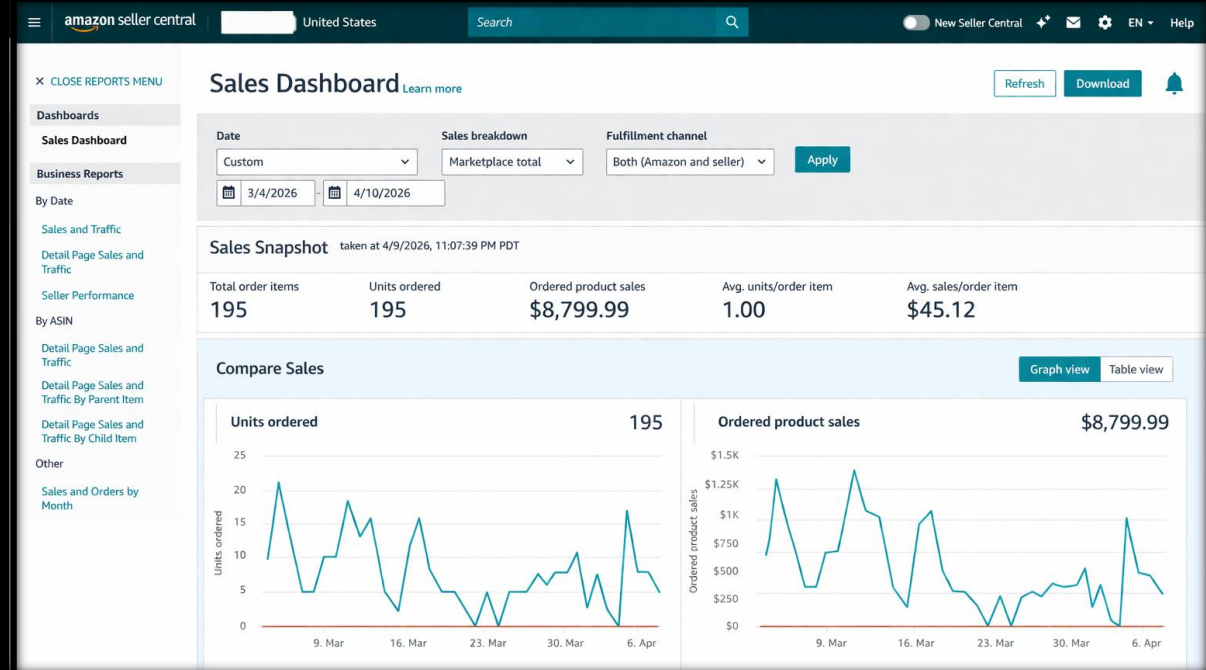 amazon seller central
United States
Search
New Seller Central
EN
Help
× CLOSE REPORTS MENU
Dashboards
Sales Dashboard
Business Reports
By Date
Sales and Traffic
Detail Page Sales and
Traffic
Seller Performance
By ASIN
Detail Page Sales and
Traffic
Detail Page Sales and
Traffic By Parent Item
Detail Page Sales and
Traffic By Child Item
Other
Sales and Orders by
Month
Sales Dashboard Learn more
Refresh
Download
Date
Sales breakdown
Fulfillment channel
Custom
Marketplace total
Both (Amazon and seller)
Apply
3/4/2026 - 4/10/2026
Sales Snapshot taken at 4/9/2026, 11:07:39 PM PDT
Total order items
195
Units ordered
195
Ordered product sales
$8,799.99
Avg. units/order item
1.00
Avg. sales/order item
$45.12
Compare Sales
Graph view
Table view
Units ordered
195
Units ordered
25
20
15
10
5
0
9. Mar
16. Mar
23. Mar
30. Mar
6. Apr
Ordered product sales
$8,799.99
Ordered product sales
$1.5K
$1.25K
$1K
$750
$500
$250
$0
9. Mar
16. Mar
23. Mar
30. Mar
6. Apr